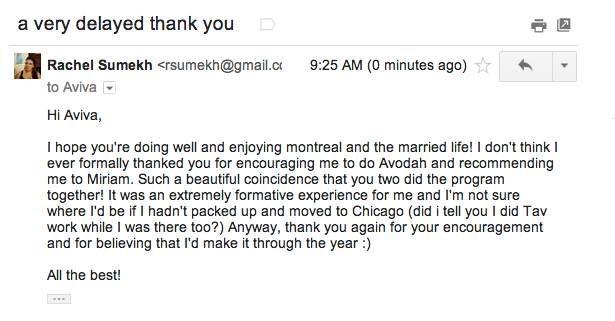 a very delayed thank you
Rachel Sumekh <rsumekh@gmail.cc 9:25 AM (0 minutes ago)
to Aviva
Hi Aviva,
I hope you're doing well and enjoying montreal and the married life! I don't think I
ever formally thanked you for encouraging me to do Avodah and recommending
me to Miriam. Such a beautiful coincidence that you two did the program
together! It was an extremely formative experience for me and I'm not sure
where I'd be if I hadn't packed up and moved to Chicago (did i tell you I did Tav
work while I was there too?) Anyway, thank you again for your encouragement
and for believing that I'd make it through the year :)
All the best!